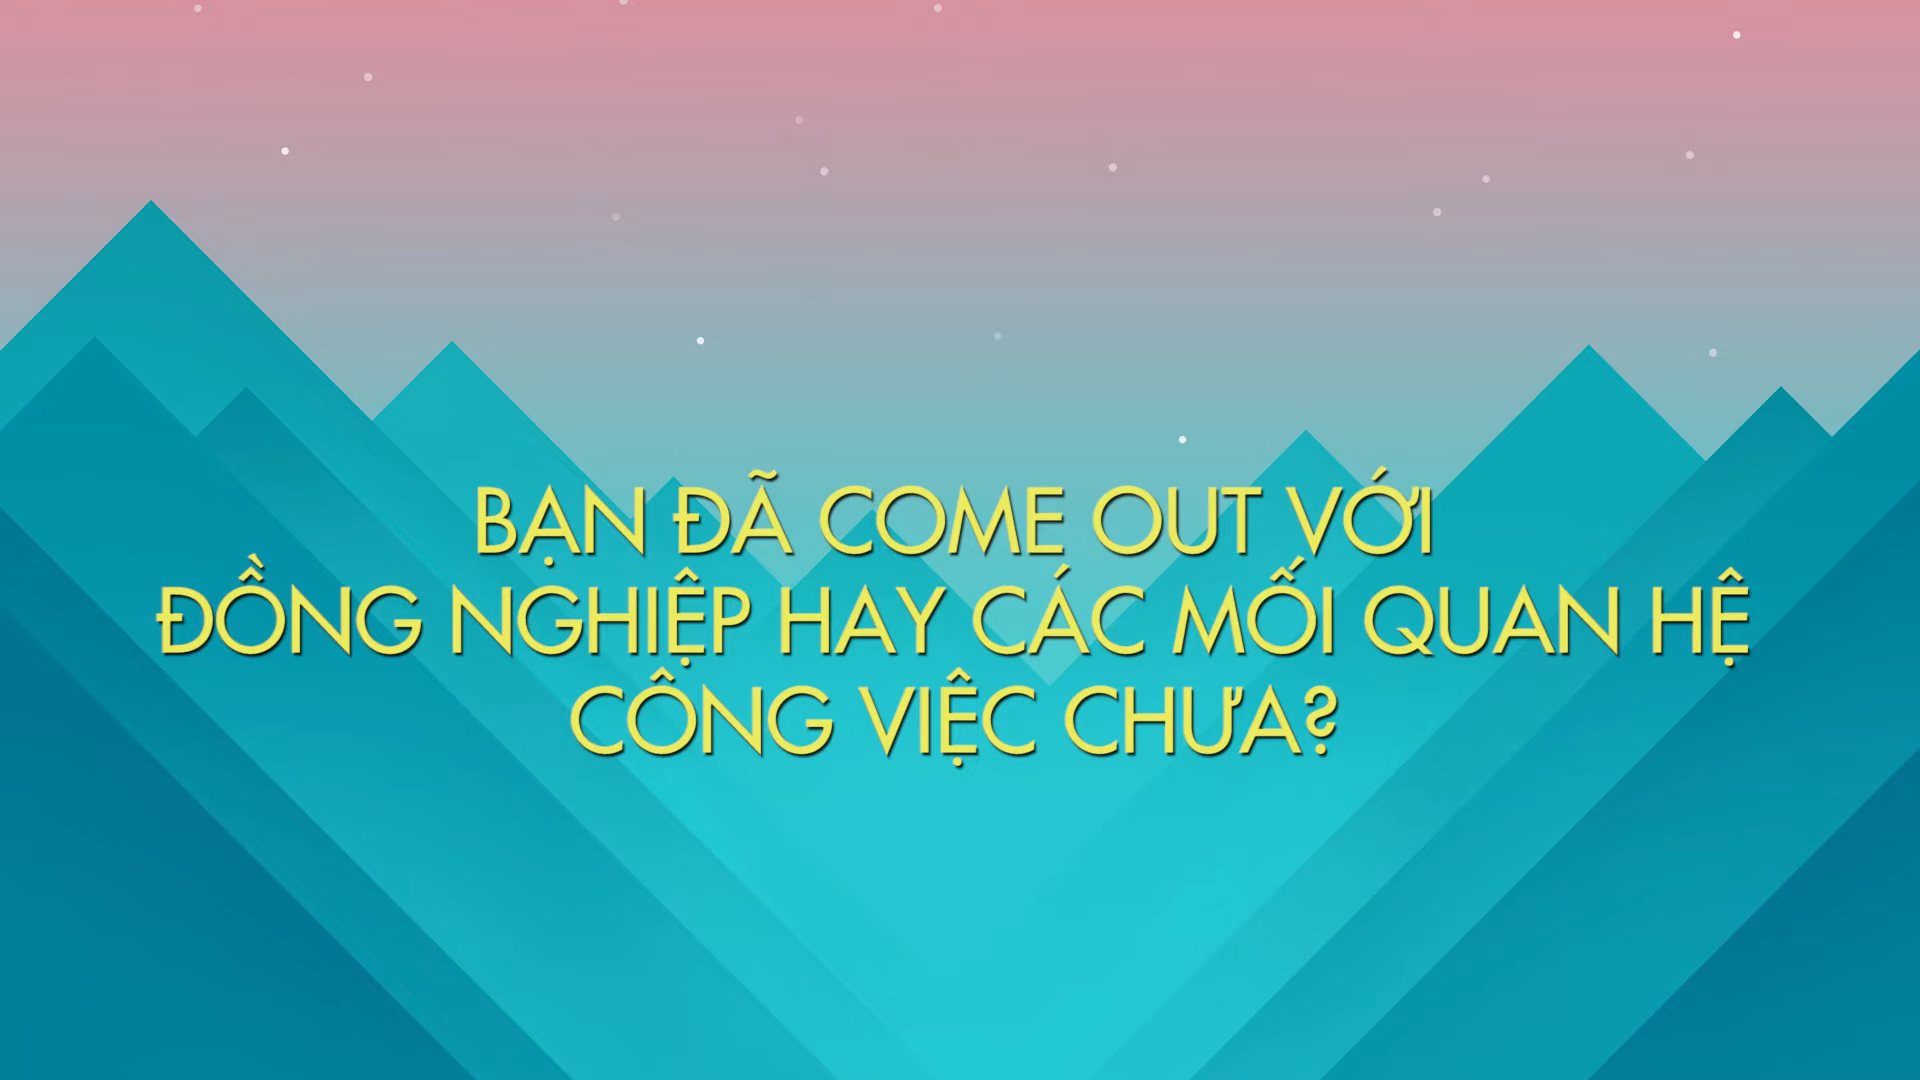 BẠN ĐÃ COME OUT VỚI
ĐỒNG NGHIỆP HAY CÁC MỐI QUAN HỆ
CÔNG VIỆC CHƯA?